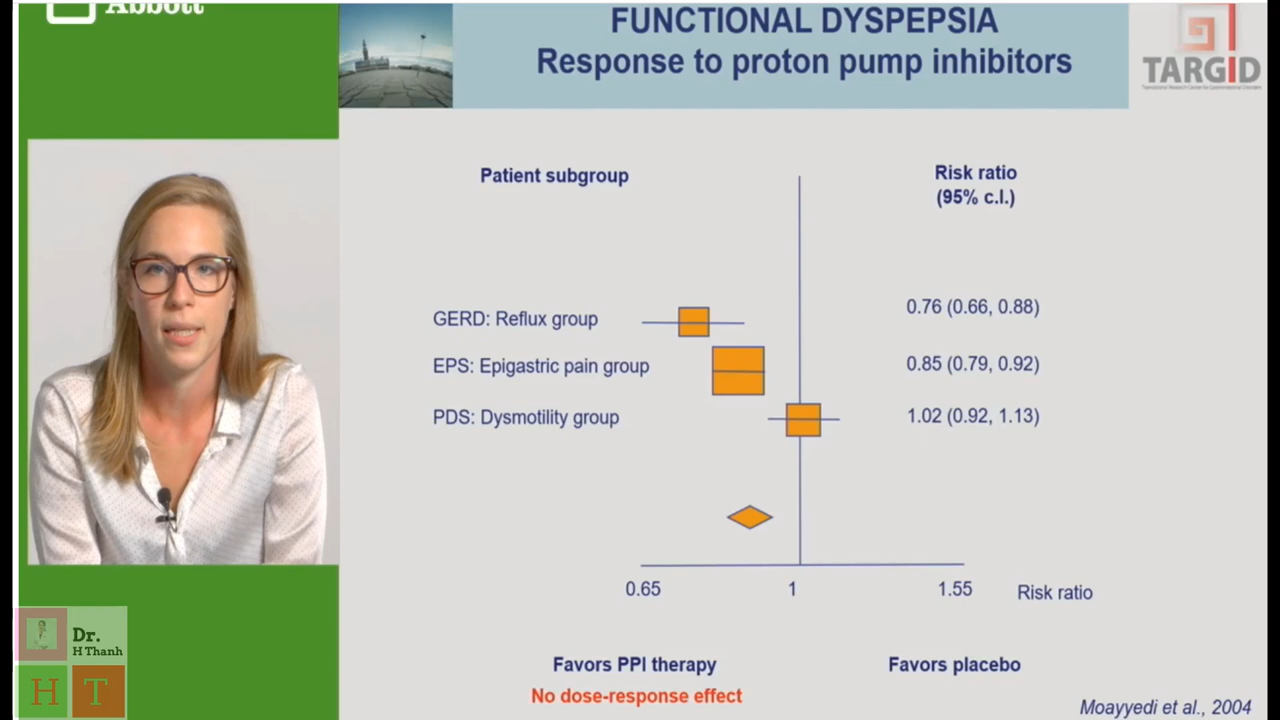 Abbott
FUNCTIONAL DYSPEPSIA
Response to proton pump inhibitors
TARGID
Patient subgroup
Risk ratio
(95% c.I.)
GERD: Reflux group
0.76 (0.66, 0.88)
EPS: Epigastric pain group
0.85 (0.79, 0.92)
PDS: Dysmotility group
1.02 (0.92, 1.13)
0.65
1
1.55
Risk ratio
Favors PPI therapy
Favors placebo
No dose-response effect
Moayyedi et al., 2004
Dr.
H Thanh
H T